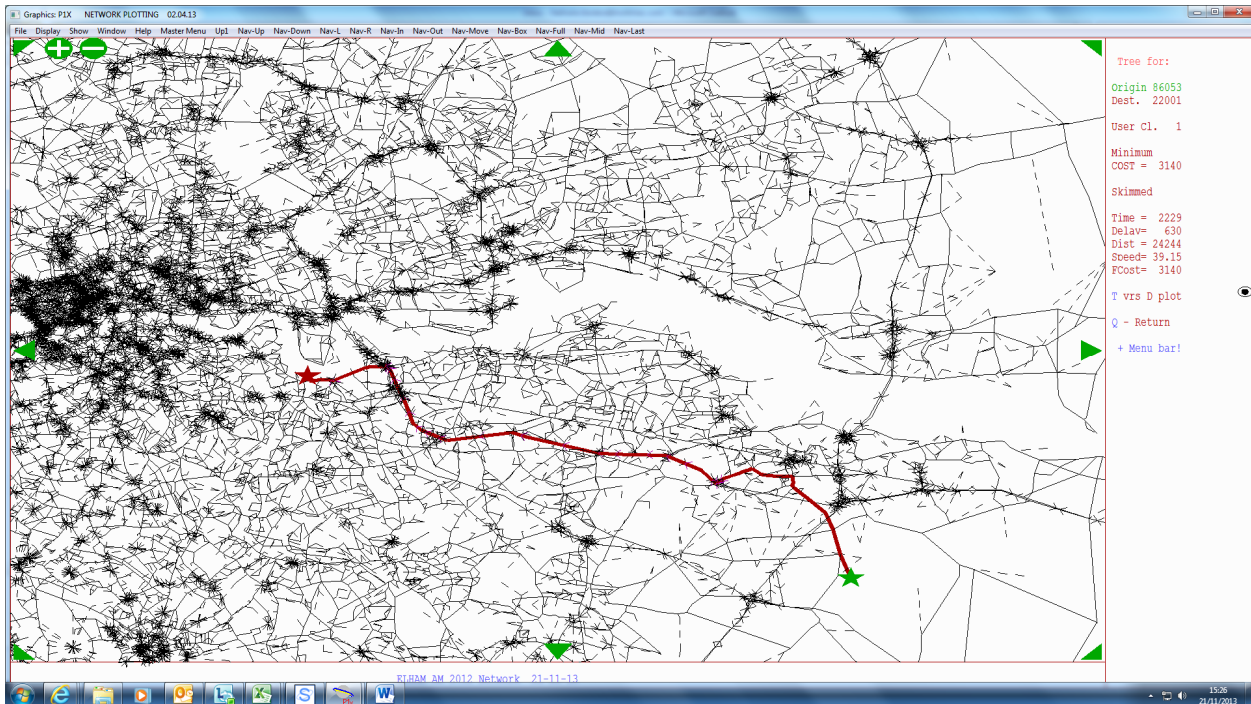 Graphics: P1X NETWORK PLOTTING 02.04.13
File Display Show Window Help Master Menu Up1 Nav-Up Nav-Down Nav-L Nav-R Nav-In Nav-Out Nav-Move Nav-Box Nav-Full Nav-Mid Nav-Last
Tree for:
Origin 86053
Dest. 22001
User Cl. 1
Minimum
COST = 3140
Skimmed
Time = 2229
Delay= 630
Dist = 24244
Speed= 39.15
FCost= 3140
T vrs D plot
Q - Return
+ Menu bar!
ELHAM AM 2012 Network 21-11-13
15:26
21/11/2013